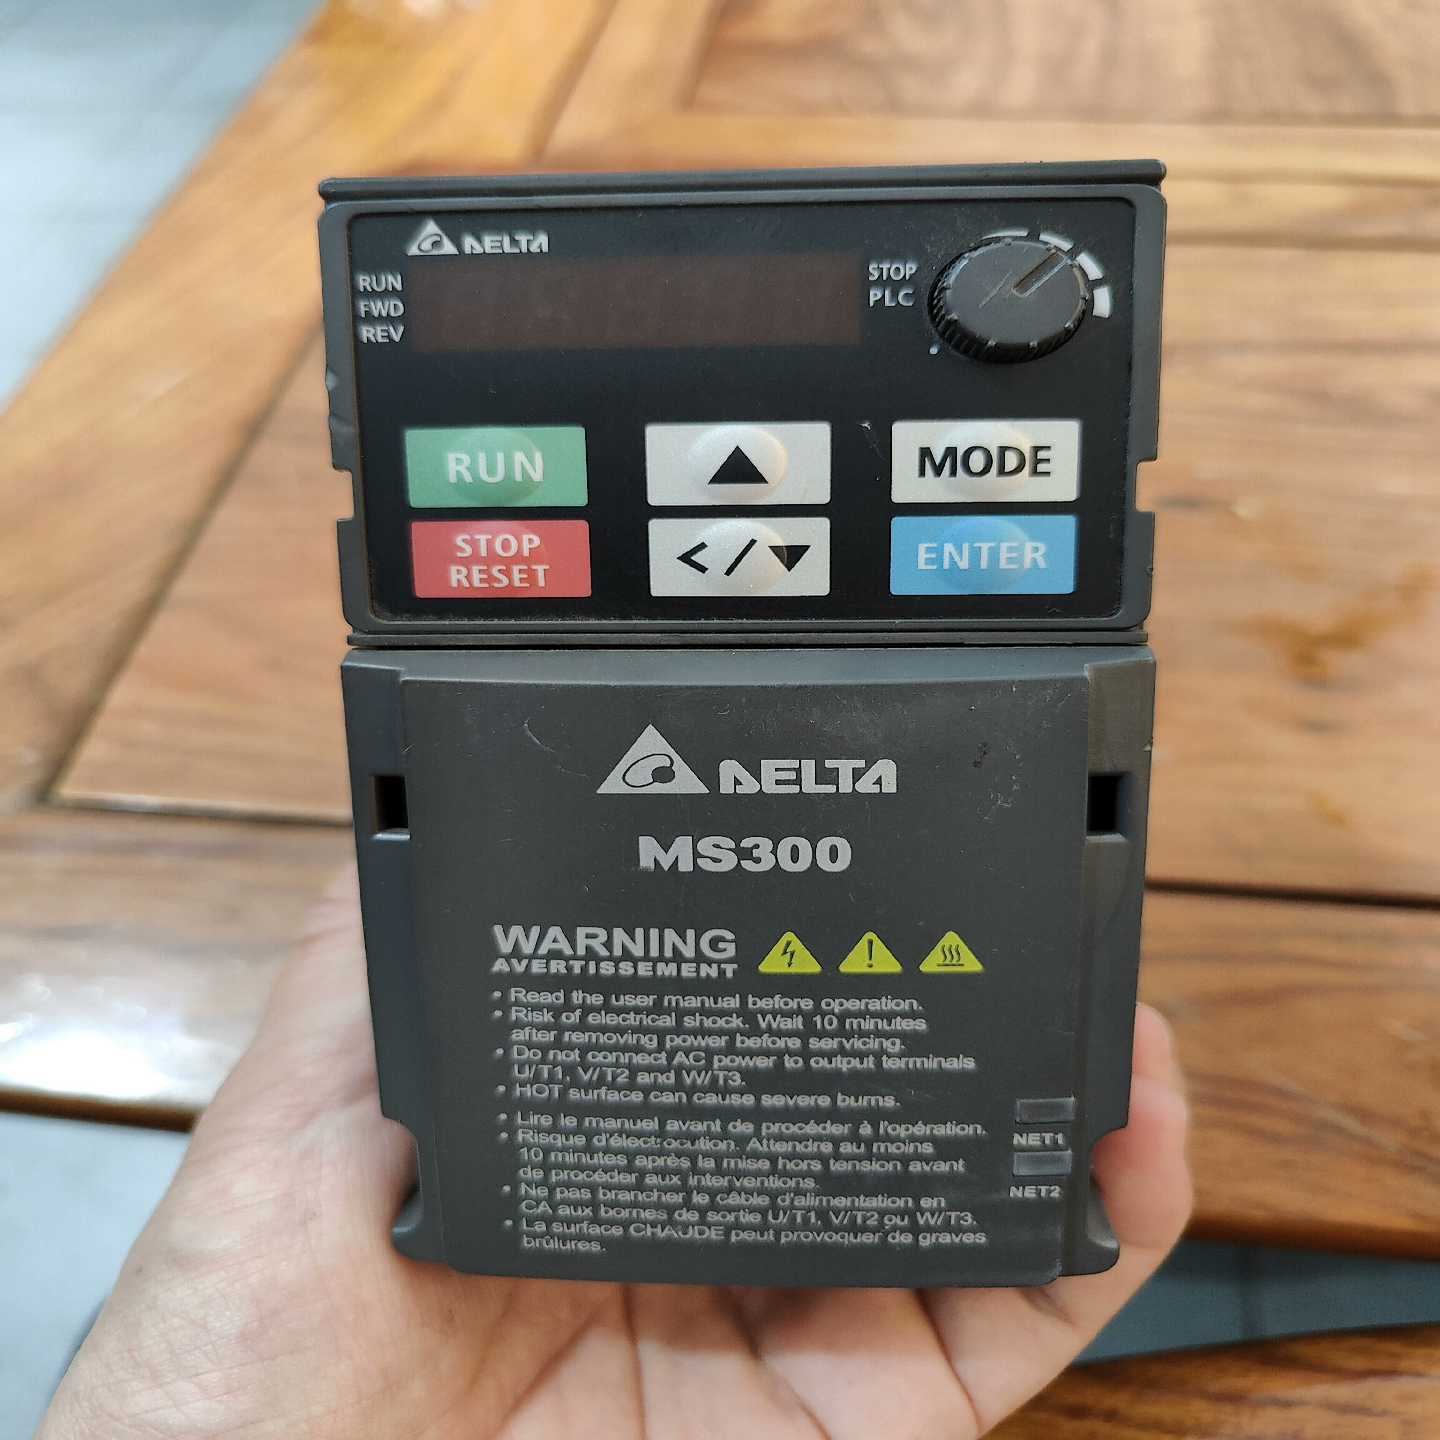 DELTA
RUN
FWD
REV
STOP
PLC
RUN
MODE
STOP
RESET
</
ENTER
DELTA
MS300
WARNING
AVERTISSEMENT
• Read the user manual before operation.
• Risk of electrical shock. Wait 10 minutes
after removing power before servicing.
• Do not connect AC power to output terminals
U/T1, V/T2 and W/T3.
• HOT surface can cause severe burns.
• Lire le manuel avant de procéder à l'opération.
• Risque d'électrocution. Attendre au moins
10 minutes après la mise hors tension avant
de procéder aux interventions.
• Ne pas brancher le câble d'alimentation en
CA aux bornes de sortie U/T1, V/T2 ou W/T3.
• La surface CHAUDE peut provoquer de graves
brûlures.
NET1
NET2